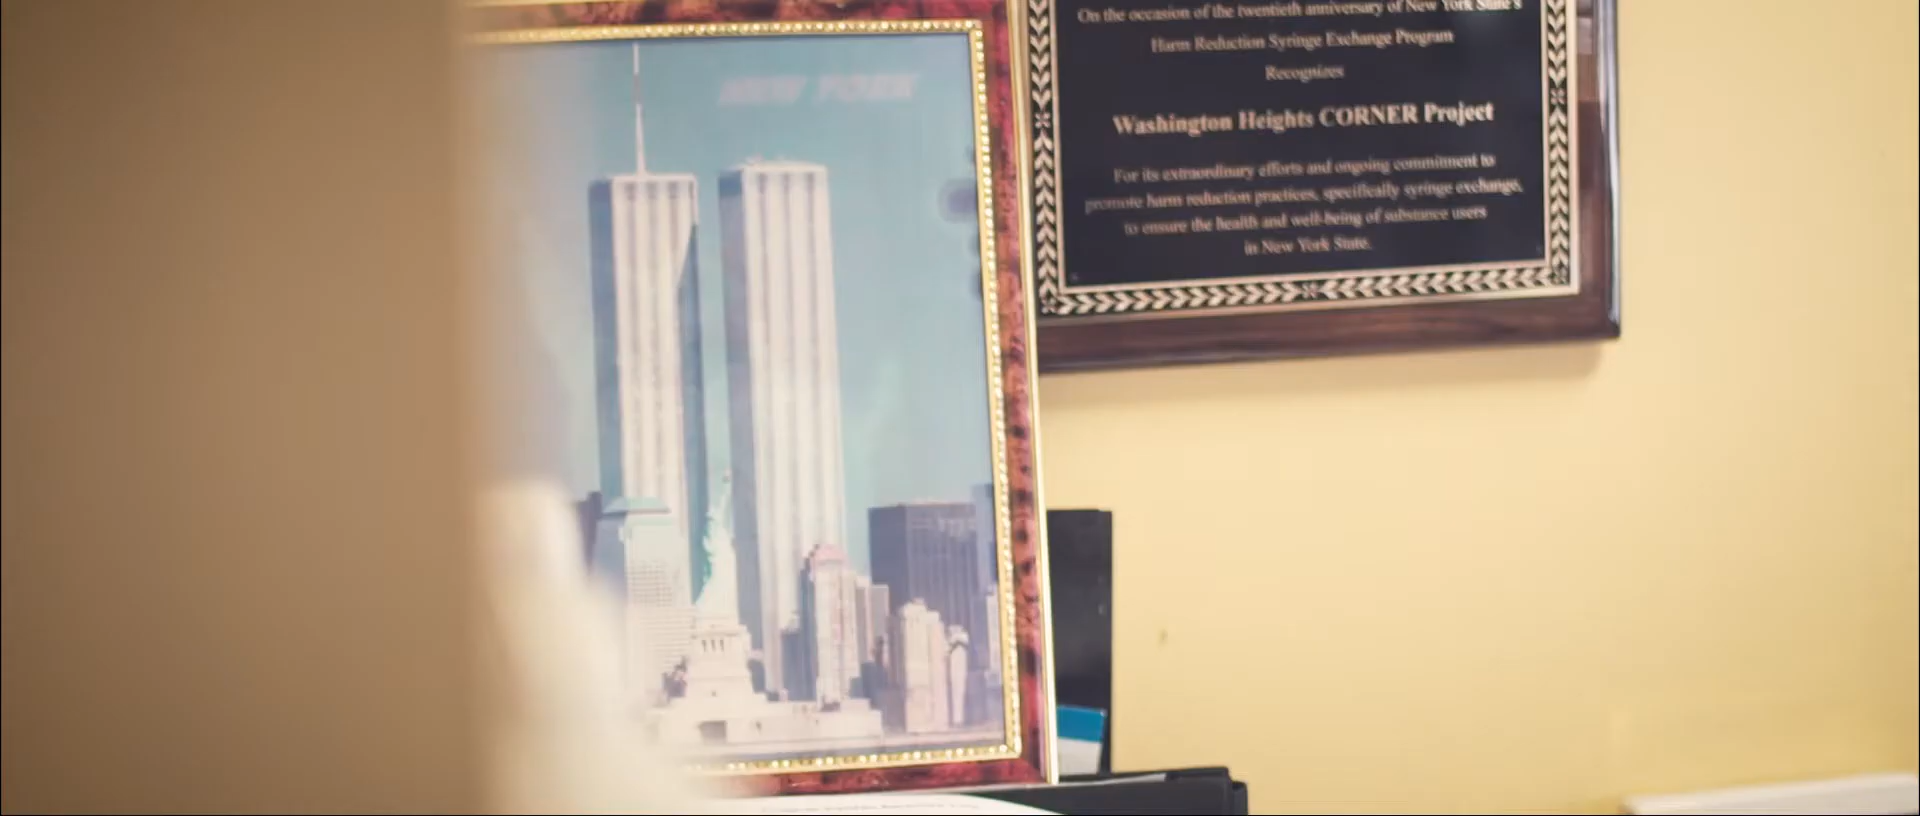 NEW YORK
On the occasion of the twentieth anniversary of New York State's
Harm Reduction Syringe Exchange Program
Recognizes
Washington Heights CORNER Project
For its extraordinary efforts and ongoing commitment to
promote harm reduction practices, specifically syringe exchange,
to ensure the health and well-being of substance users
in New York State.